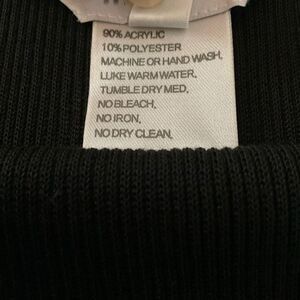 90% ACRYLIC
10% POLYESTER
MACHINE OR HAND WASH.
LUKE WARM WATER.
TUMBLE DRY MED.
NO BLEACH.
NO IRON.
NO DRY CLEAN.